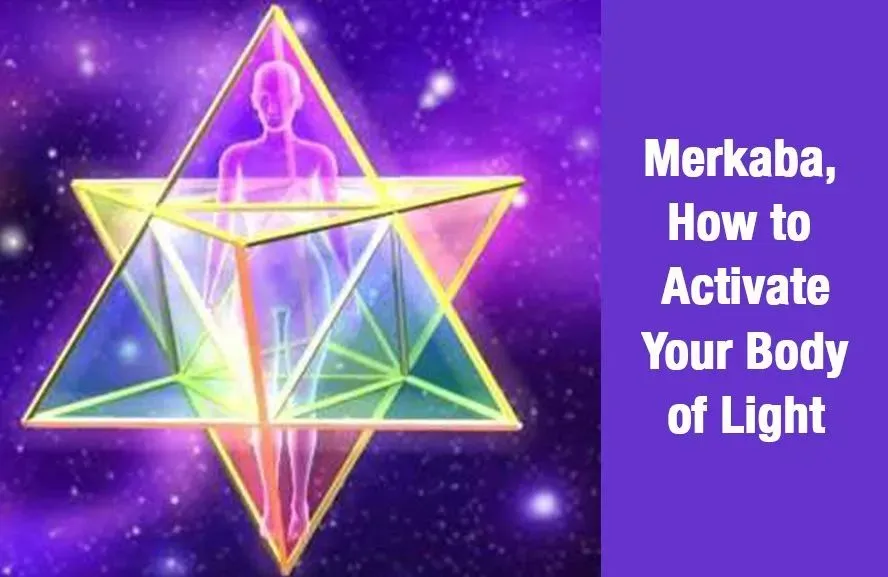 Merkaba,
How to
Activate
Your Body
of Light